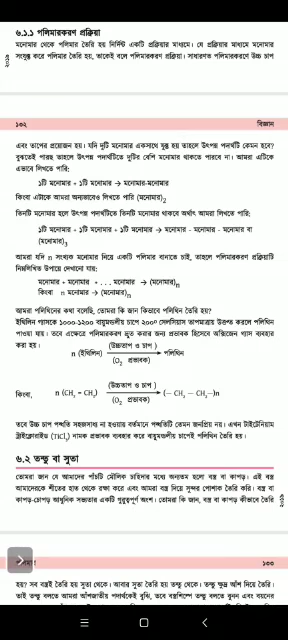 ৬.১.১ পলিমারকরণ প্রক্রিয়া
মনোমার থেকে পলিমার তৈরি হয় নির্দিষ্ট একটি প্রক্রিয়ার মাধ্যমে। যে প্রক্রিয়ার মাধ্যমে মনোমার
সংযুক্ত করে পলিমার তৈরি হয়, তাকেই বলে পলিমারকরণ প্রক্রিয়া। সাধারণত পলিমারকরণে উচ্চ চাপ
২০১৯
১৩২
বিজ্ঞান
এবং তাপের প্রয়োজন হয়। যদি দুটি মনোমার একসাথে যুক্ত হয় তাহলে উৎপন্ন পদার্থটি কেমন হবে?
বুঝতেই পারছ তাহলে উৎপন্ন পদার্থটিতে দুটির বেশি মনোমার থাকতে পারবে না। আমরা এটিকে
এভাবে লিখতে পারি:
১টি মনোমার + ১টি মনোমার → মনোমার-মনোমার
কিংবা এটাকে আমরা অন্যভাবেও লিখতে পারি (মনোমার)₂
তিনটি মনোমার হলে উৎপন্ন পদার্থটিতে তিনটি মনোমার থাকবে অর্থাৎ আমরা লিখতে পারি:
১টি মনোমার + ১টি মনোমার + ১টি মনোমার → মনোমার - মনোমার - মনোমার বা
(মনোমার)₃
আমরা যদি n সংখ্যক মনোমার নিয়ে একটি পলিমার বানাতে চাই, তাহলে পলিমারকরণ প্রক্রিয়াটি
নিম্নলিখিত উপায়ে দেখানো যায়:
মনোমার + মনোমার + . . . মনোমার → (মনোমার)n
কিংবা n মনোমার → (মনোমার)n
আমরা পলিথিনের কথা বলেছি, তোমরা কি জান কিভাবে পলিথিন তৈরি হয়?
ইথিলিন গ্যাসকে ১০০০-১২০০ বায়ুমণ্ডলীয় চাপে ২০০° সেলসিয়াস তাপমাত্রায় উত্তপ্ত করলে পলিথিন
পাওয়া যায়। তবে এক্ষেত্রে পলিমারকরণ দ্রুত করার জন্য প্রভাবক হিসেবে অক্সিজেন গ্যাস ব্যবহার
করা হয়।
(উচ্চতাপ ও চাপ)
n (ইথিলিন) → পলিথিন
(O₂ প্রভাবক)
(উচ্চতাপ ও চাপ)
কিংবা, n (CH₂ = CH₂) → (− CH₂ − CH₂−)n
(O₂ প্রভাবক)
তবে উচ্চ চাপ পদ্ধতি সহজসাধ্য না হওয়ায় বর্তমানে পদ্ধতিটি তেমন জনপ্রিয় নয়। এখন টাইটেনিয়াম
ট্রাইক্লোরাইড (TiCl₃) নামক প্রভাবক ব্যবহার করে বায়ুমণ্ডলীয় চাপেই পলিথিন তৈরি হয়।
৬.২ তন্তু বা সুতা
তোমরা জান যে আমাদের পাঁচটি মৌলিক চাহিদার মধ্যে অন্যতম হলো বস্ত্র বা কাপড়। এই বস্ত্র
আমাদেরকে শীতের হাত থেকে রক্ষা করে এবং আমরা বস্ত্র দিয়ে সুন্দর পোশাক তৈরি করি। বস্ত্র বা
কাপড়-চোপড় আধুনিক সভ্যতার একটি গুরুত্বপূর্ণ অংশ। তোমরা কি জান, বস্ত্র বা কাপড় কীভাবে তৈরি
২০১৯
১৩৩
হয়? সব বস্ত্রই তৈরি হয় সুতা থেকে। আবার সুতা তৈরি হয় তন্তু থেকে। তন্তু ক্ষুদ্র আঁশ দিয়ে তৈরি।
তাই তন্তু বলতে আমরা আঁশজাতীয় পদার্থকেই বুঝি, তবে বস্ত্রশিল্পে তন্তু বলতে বুনন এবং বয়নের